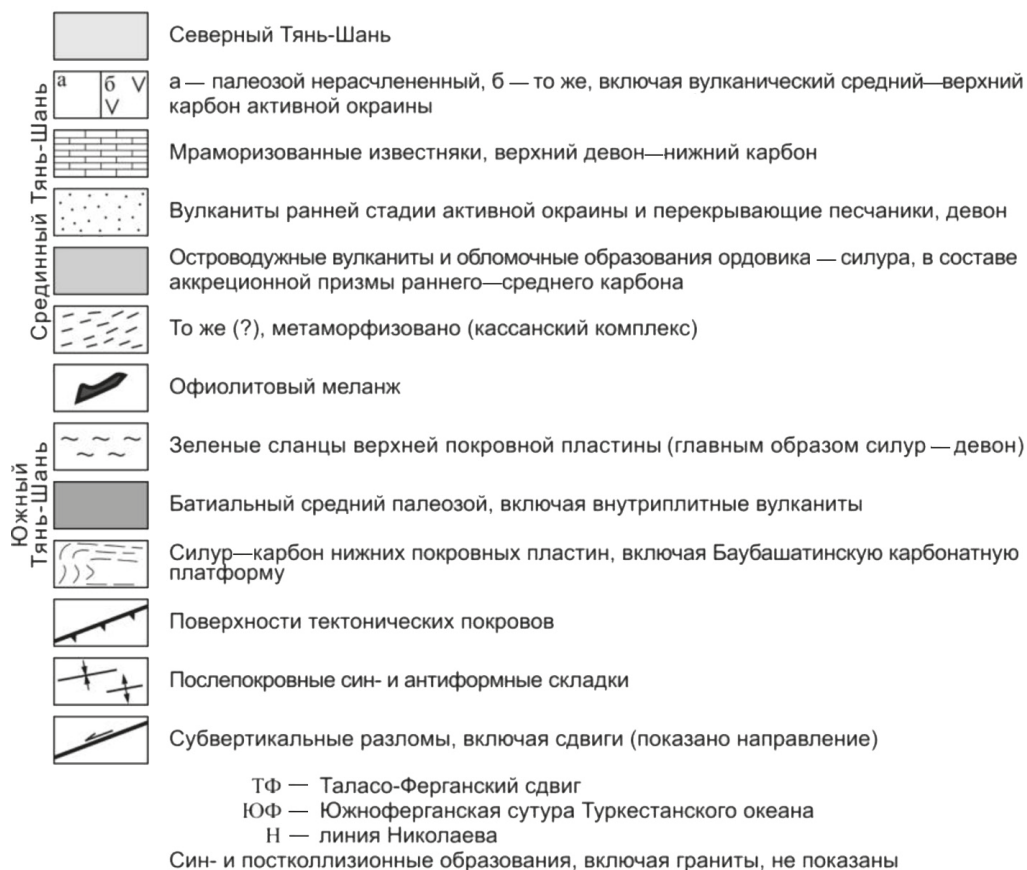 Северный Тянь-Шань
Срединный Тянь-Шань
а б
а — палеозой нерасчлененный, б — то же, включая вулканический средний—верхний
карбон активной окраины
Мраморизованные известняки, верхний девон—нижний карбон
Вулканиты ранней стадии активной окраины и перекрывающие песчаники, девон
Островодужные вулканиты и обломочные образования ордовика — силура, в составе
аккреционной призмы раннего—среднего карбона
То же (?), метаморфизовано (кассанский комплекс)
Офиолитовый меланж
Южный
Тянь-Шань
Зеленые сланцы верхней покровной пластины (главным образом силур — девон)
Батиальный средний палеозой, включая внутриплитные вулканиты
Силур—карбон нижних покровных пластин, включая Баубашатинскую карбонатную
платформу
Поверхности тектонических покровов
Послепокровные син- и антиформные складки
Субвертикальные разломы, включая сдвиги (показано направление)
ТФ — Таласо-Ферганский сдвиг
ЮФ — Южноферганская сутура Туркестанского океана
Н — линия Николаева
Син- и постколлизионные образования, включая граниты, не показаны